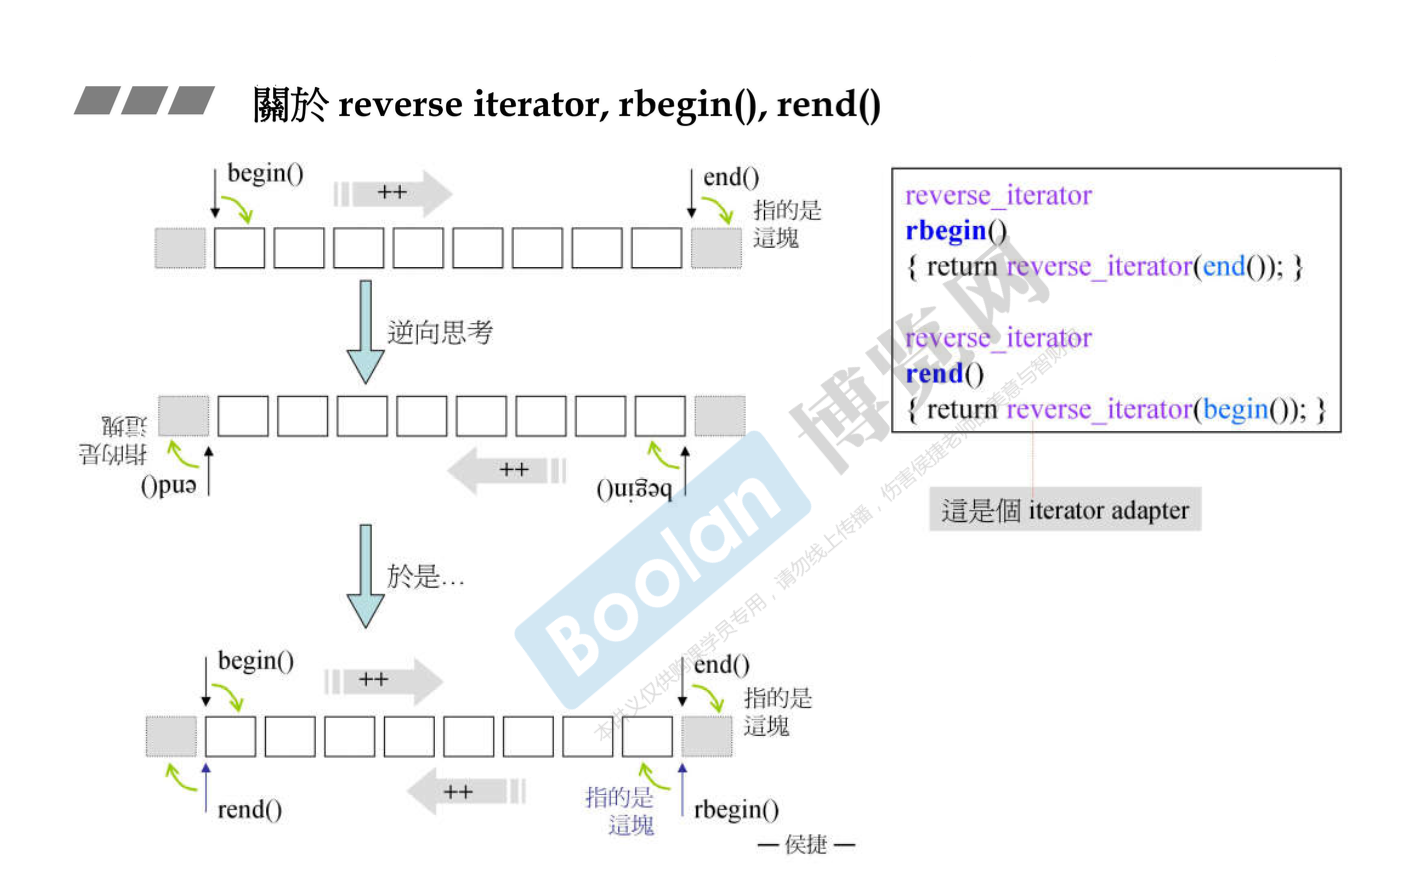 關於 reverse iterator, rbegin(), rend()
begin()
++
end()
指的是
這塊
逆向思考
指的是
這塊
end()
++
begin()
於是...
begin()
++
end()
指的是
這塊
rend()
++
指的是
這塊
rbegin()
— 侯捷 —
reverse_iterator
rbegin()
{ return reverse_iterator(end()); }
reverse_iterator
rend()
{ return reverse_iterator(begin()); }
這是個 iterator adapter
Boolan
博览网
本讲义仅供购课学员专用，请勿线上传播，伤害侯捷老师的美意与智财